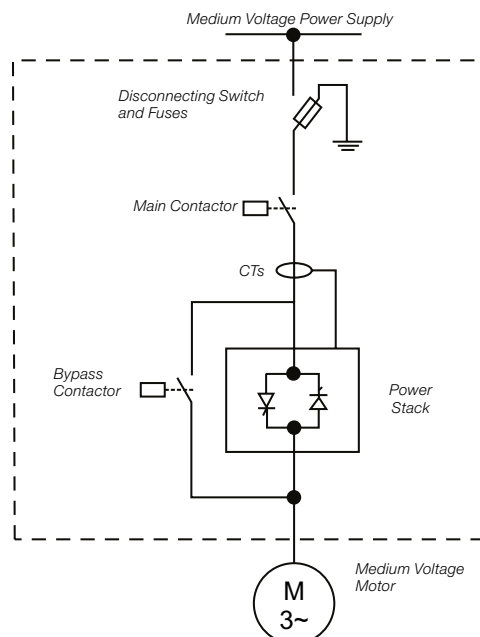 Medium Voltage Power Supply
Disconnecting Switch
and Fuses
Main Contactor
CTs
Bypass
Contactor
Power
Stack
Medium Voltage
Motor
M
3~